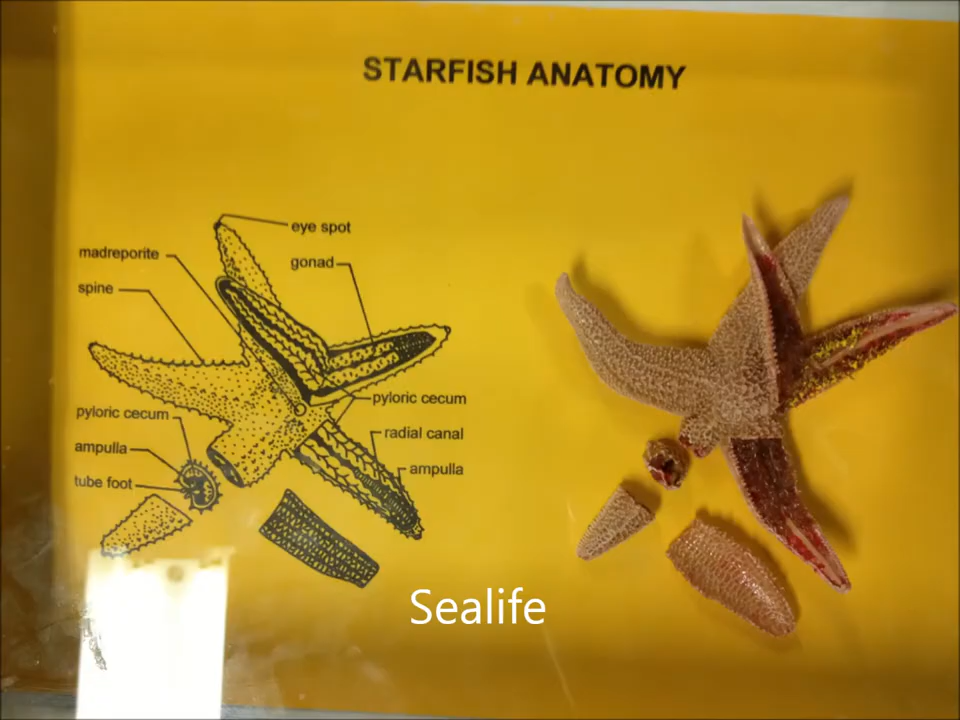 STARFISH ANATOMY
eye spot
madreporite
gonad
spine
pyloric cecum
pyloric cecum
radial canal
ampulla
ampulla
tube foot
Sealife